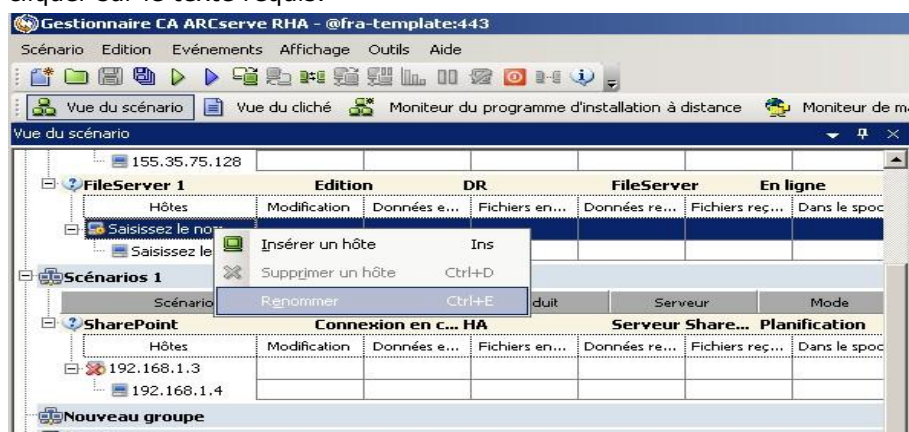 cliquer sur le texte requis.
Gestionnaire CA ARCserve RHA - @fra-template:443
Scénario Edition Evénements Affichage Outils Aide
Vue du scénario Vue du cliché Moniteur du programme d'installation à distance Moniteur de m
Vue du scénario
155.35.75.128
FileServer 1 Edition DR FileServer En ligne
Hôtes Modification Données e... Fichiers en... Données re... Fichiers reç... Dans le spoc
Saisissez le no
Insérer un hôte Ins
Saisissez le
Supprimer un hôte Ctrl+D
Scénarios 1
Renommer Ctrl+E
Scénario duit Serveur Mode
SharePoint Connexion en c... HA Serveur Share... Planification
Hôtes Modification Données e... Fichiers en... Données re... Fichiers reç... Dans le spoc
192.168.1.3
192.168.1.4
Nouveau groupe